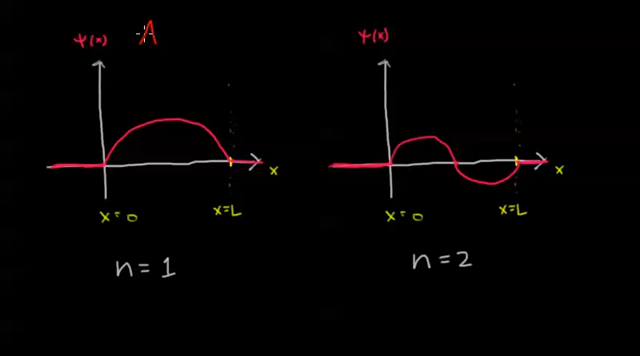 ψ(x) A
ψ(x)
x
x
x=0
x=L
x=0
x=L
n=1
n=2